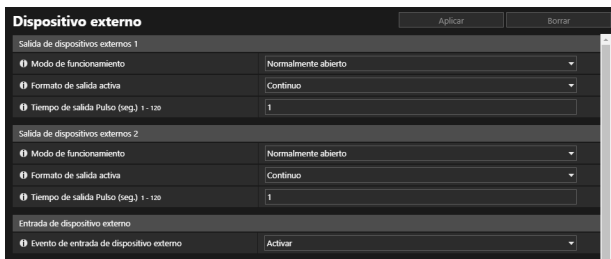 Dispositivo externo
Aplicar
Borrar
Salida de dispositivos externos 1
Modo de funcionamiento
Normalmente abierto
Formato de salida activa
Continuo
Tiempo de salida Pulso (seg.) 1 - 120
1
Salida de dispositivos externos 2
Modo de funcionamiento
Normalmente abierto
Formato de salida activa
Continuo
Tiempo de salida Pulso (seg.) 1 - 120
1
Entrada de dispositivo externo
Evento de entrada de dispositivo externo
Activar